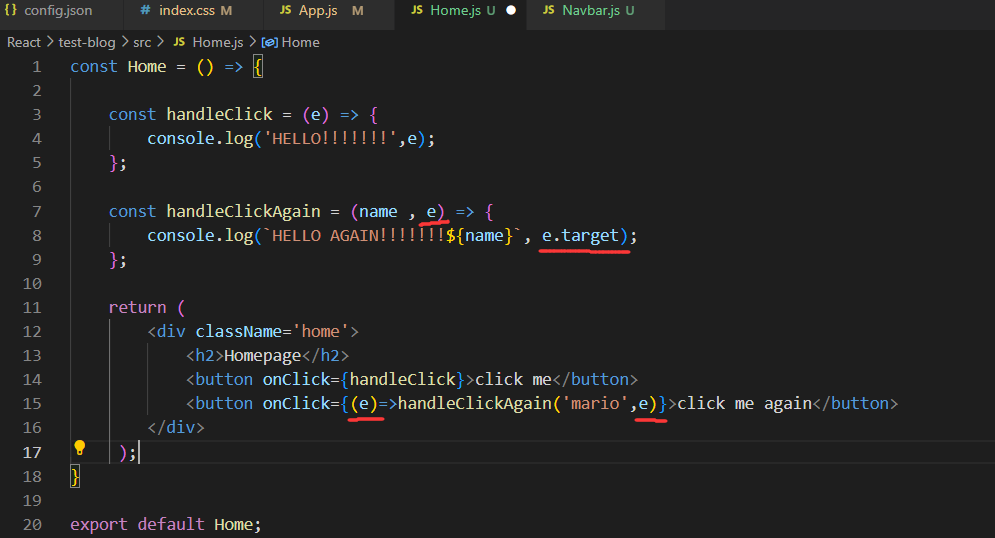 {} config.json # index.css M JS App.js M JS Home.js U ● JS Navbar.js U
React > test-blog > src > JS Home.js > Home
1 const Home = () => {
2
3 const handleClick = (e) => {
4 console.log('HELLO!!!!!!!',e);
5 };
6
7 const handleClickAgain = (name , e) => {
8 console.log(`HELLO AGAIN!!!!!!!${name}`, e.target);
9 };
10
11 return (
12 <div className='home'>
13 <h2>Homepage</h2>
14 <button onClick={handleClick}>click me</button>
15 <button onClick={(e)=>handleClickAgain('mario',e)}>click me again</button>
16 </div>
17 );
18 }
19
20 export default Home;